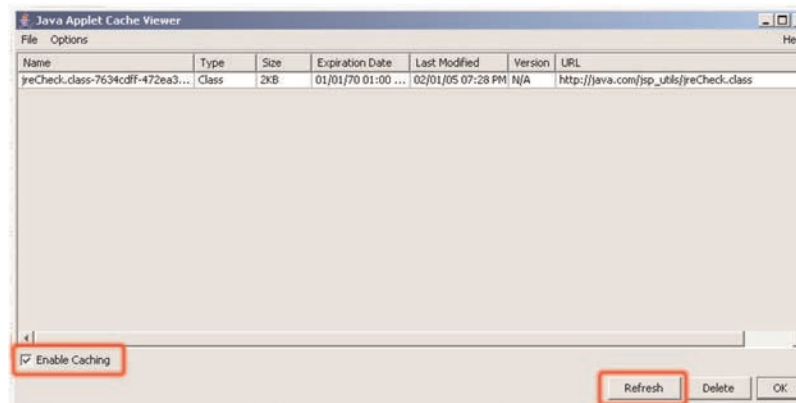 Java Applet Cache Viewer
File Options He
Name Type Size Expiration Date Last Modified Version URL
jreCheck.class-7634cdff-472ea3... Class 2KB 01/01/70 01:00 ... 02/01/05 07:28 PM N/A http://java.com/jsp_utils/jreCheck.class
Enable Caching
Refresh Delete OK